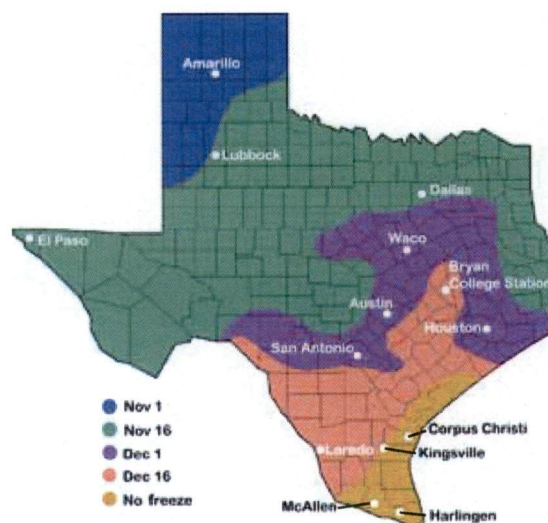 Amarillo
Lubbock
Dallas
El Paso
Waco
Bryan
College Station
Austin
Houston
San Antonio
Nov 1
Nov 16
Dec 1
Dec 16
No freeze
Laredo
Corpus Christi
Kingsville
McAllen
Harlingen